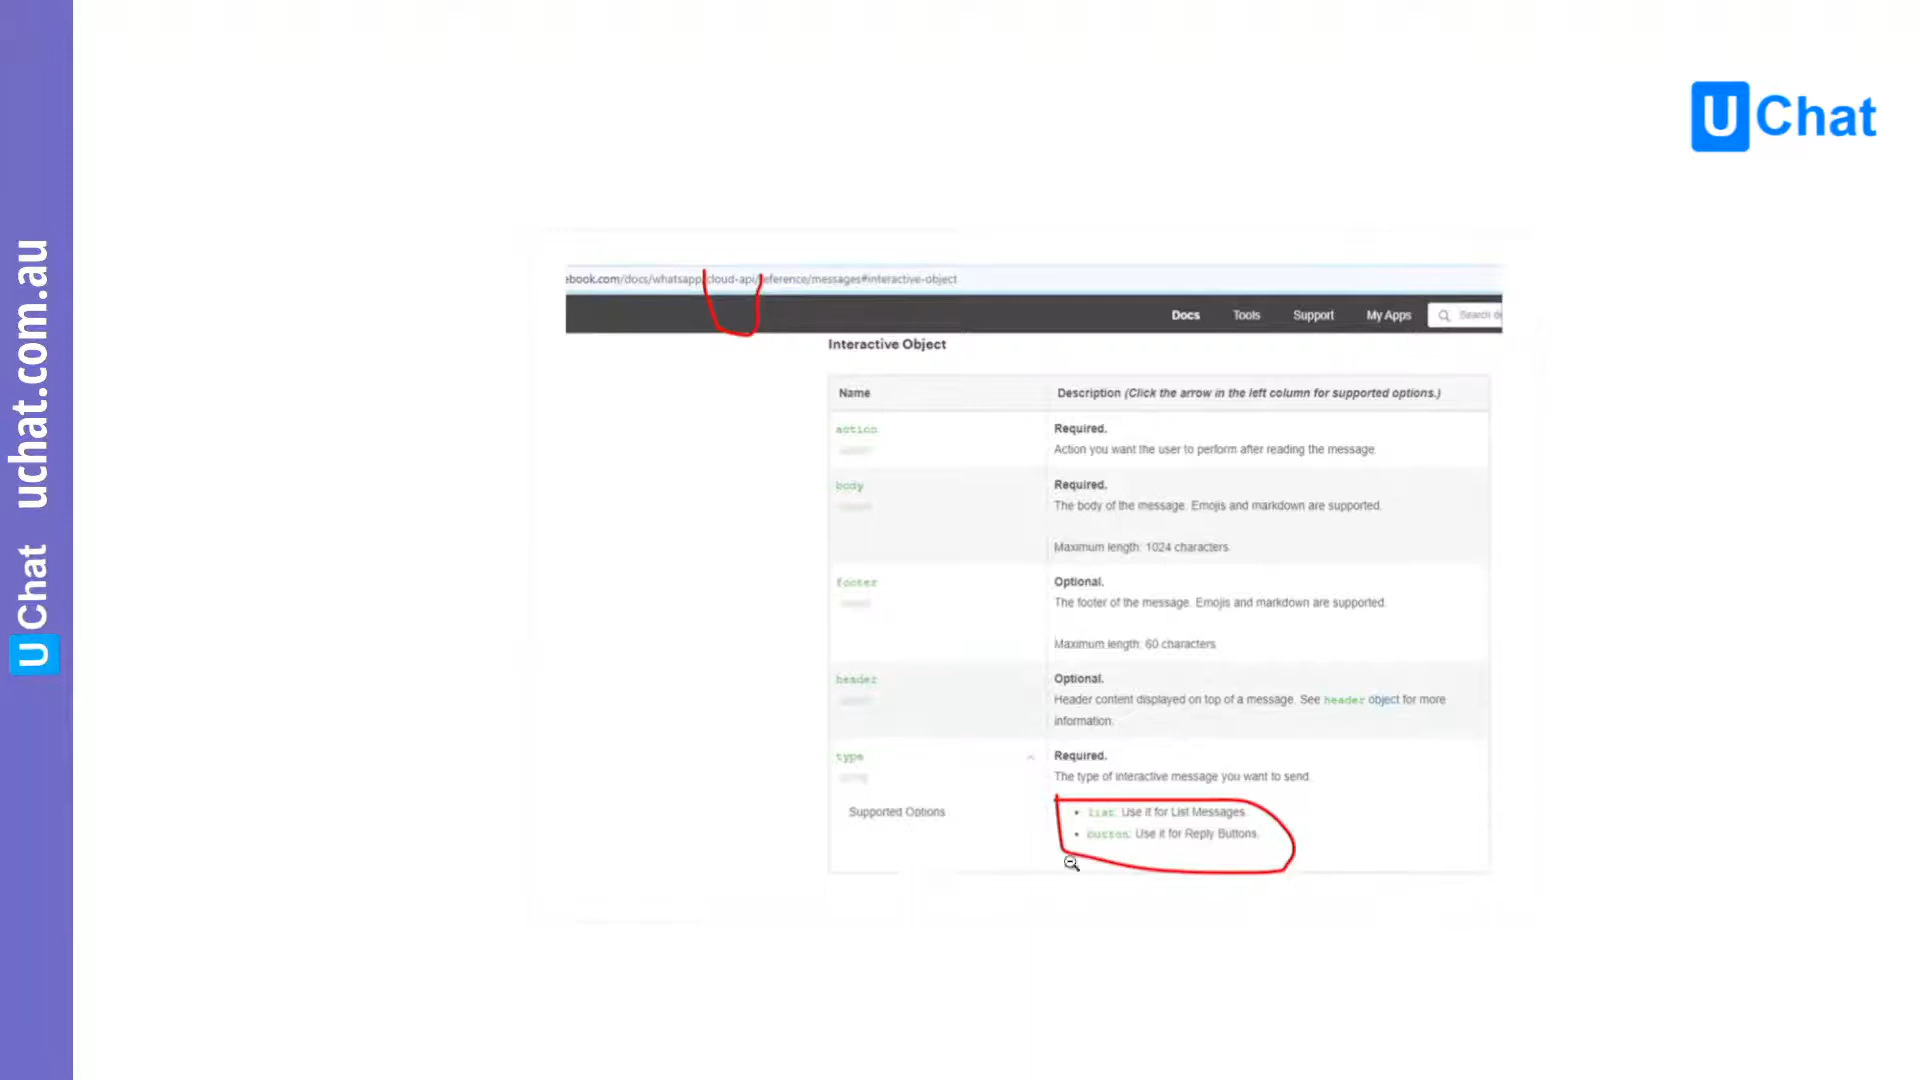 UChat uchat.com.au
UChat
ebook.com/docs/whatsapp/cloud-api/reference/messages#interactive-object
Docs Tools Support My Apps Search
Interactive Object
Name Description (Click the arrow in the left column for supported options.)
action Required.
Action you want the user to perform after reading the message
body Required.
The body of the message. Emojis and markdown are supported.
Maximum length: 1024 characters
footer Optional.
The footer of the message. Emojis and markdown are supported.
Maximum length: 60 characters
header Optional.
Header content displayed on top of a message. See header object for more
information.
type Required.
The type of interactive message you want to send
Supported Options
• list: Use it for List Messages.
• button: Use it for Reply Buttons.